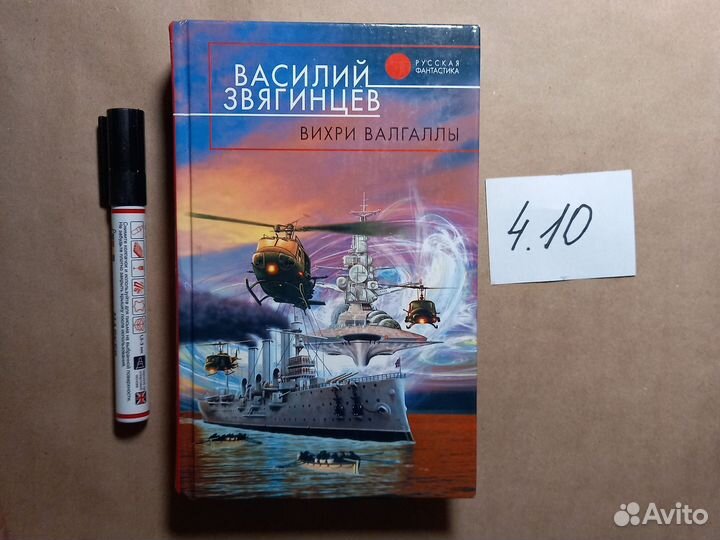 РУССКАЯ
ФАНТАСТИКА
ВАСИЛИЙ
ЗВЯГИНЦЕВ
ВИХРИ ВАЛГАЛЛЫ
4.10
Avito